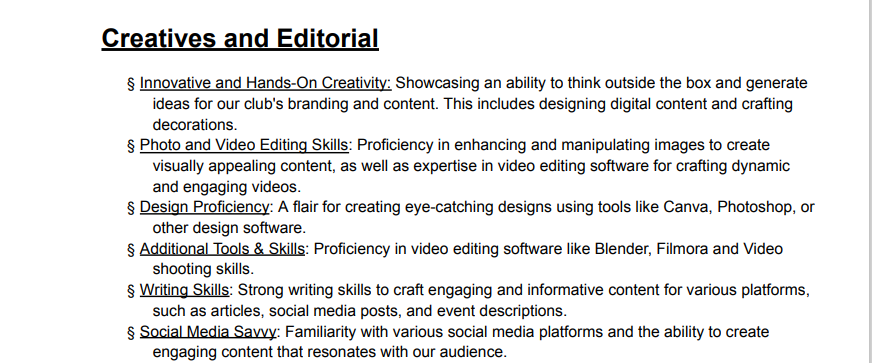 Creatives and Editorial
§ Innovative and Hands-On Creativity: Showcasing an ability to think outside the box and generate
ideas for our club's branding and content. This includes designing digital content and crafting
decorations.
§ Photo and Video Editing Skills: Proficiency in enhancing and manipulating images to create
visually appealing content, as well as expertise in video editing software for crafting dynamic
and engaging videos.
§ Design Proficiency: A flair for creating eye-catching designs using tools like Canva, Photoshop, or
other design software.
§ Additional Tools & Skills: Proficiency in video editing software like Blender, Filmora and Video
shooting skills.
§ Writing Skills: Strong writing skills to craft engaging and informative content for various platforms,
such as articles, social media posts, and event descriptions.
§ Social Media Savvy: Familiarity with various social media platforms and the ability to create
engaging content that resonates with our audience.